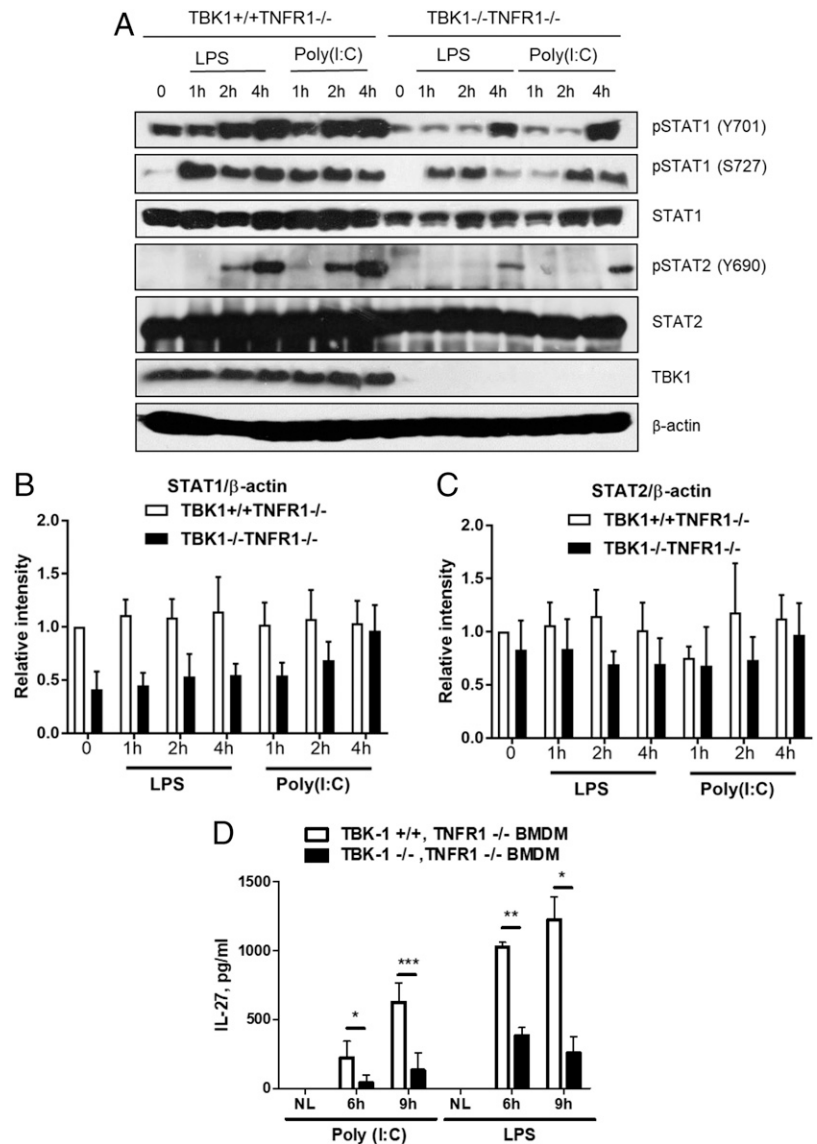 A
TBK1+/+TNFR1-/- TBK1-/-TNFR1-/-
LPS Poly(I:C) LPS Poly(I:C)
0 1h 2h 4h 1h 2h 4h 0 1h 2h 4h 1h 2h 4h
pSTAT1 (Y701)
pSTAT1 (S727)
STAT1
pSTAT2 (Y690)
STAT2
TBK1
β-actin
B
STAT1/β-actin
TBK1+/+TNFR1-/-
TBK1-/-TNFR1-/-
Relative intensity
2.0
1.5
1.0
0.5
0.0
0 1h 2h 4h 1h 2h 4h
LPS Poly(I:C)
C
STAT2/β-actin
TBK1+/+TNFR1-/-
TBK1-/-TNFR1-/-
Relative intensity
2.0
1.5
1.0
0.5
0.0
0 1h 2h 4h 1h 2h 4h
LPS Poly(I:C)
D
TBK-1 +/+, TNFR1 -/- BMDM
TBK-1 -/- ,TNFR1 -/- BMDM
IL-27, pg/ml
1500
1000
500
0
* *** ** *
NL 6h 9h NL 6h 9h
Poly (I:C) LPS